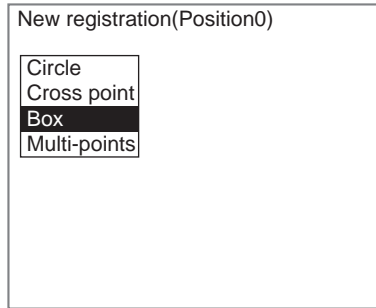 New registration(Position0)
Circle
Cross point
Box
Multi-points